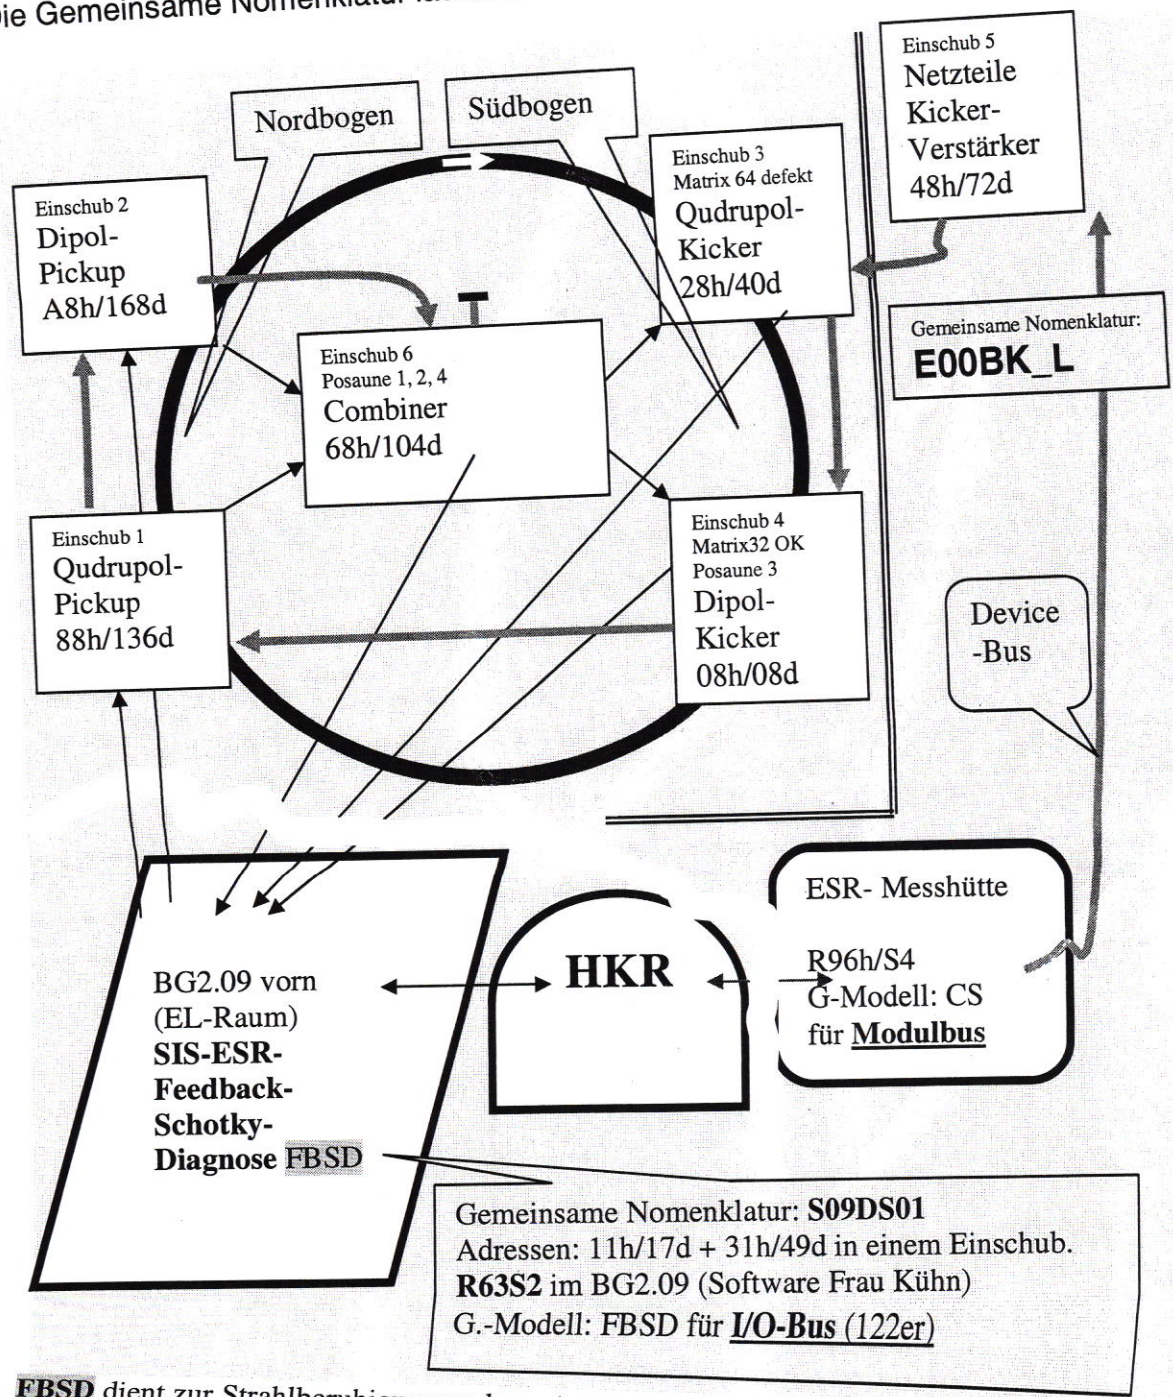 Die Gemeinsame Nomenklatur
Nordbogen
Südbogen
Einschub 5
Netzteile
Kicker-
Verstärker
48h/72d
Einschub 2
Dipol-
Pickup
A8h/168d
Einschub 3
Matrix 64 defekt
Qudrupol-
Kicker
28h/40d
Gemeinsame Nomenklatur:
E00BK_L
Einschub 6
Posaune 1, 2, 4
Combiner
68h/104d
Einschub 1
Qudrupol-
Pickup
88h/136d
Einschub 4
Matrix32 OK
Posaune 3
Dipol-
Kicker
08h/08d
Device
-Bus
BG2.09 vorn
(EL-Raum)
SIS-ESR-
Feedback-
Schotky-
Diagnose FBSD
HKR
ESR- Messhütte
R96h/S4
G-Modell: CS
für Modulbus
Gemeinsame Nomenklatur: S09DS01
Adressen: 11h/17d + 31h/49d in einem Einschub.
R63S2 im BG2.09 (Software Frau Kühn)
G.-Modell: FBSD für I/O-Bus (122er)
FBSD dient zur